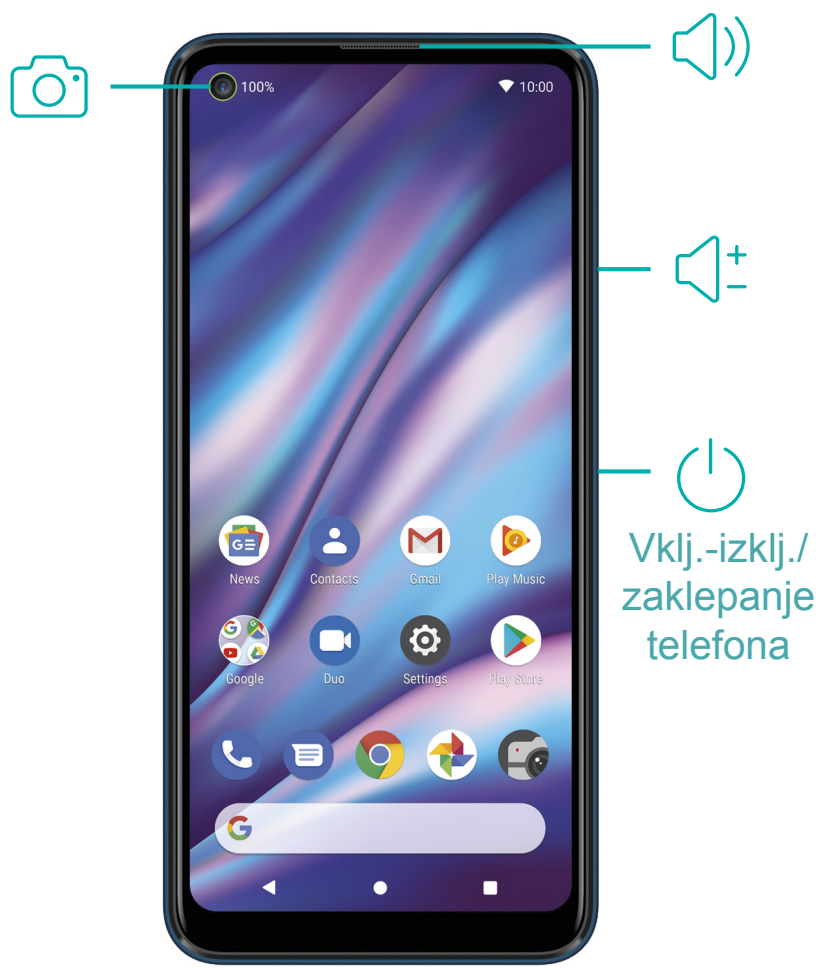 100% 10:00
Vklj.-izklj./
zaklepanje
telefona
News Contacts Gmail Play Music
Google Duo Settings Play Store